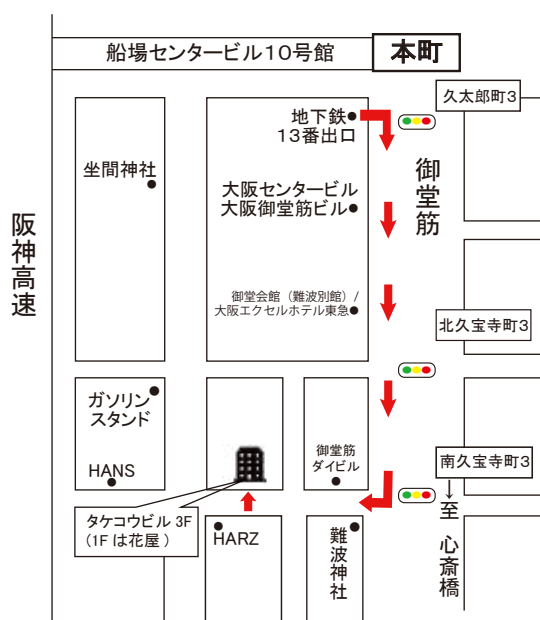 船場センタービル10号館
本町
久太郎町3
地下鉄
13番出口
坐間神社
御堂筋
大阪センタービル
大阪御堂筋ビル
阪神高速
御堂会館（難波別館）/
大阪エクセルホテル東急
北久宝寺町3
ガソリン
スタンド
御堂筋
ダイビル
HANS
南久宝寺町3
タケコウビル 3F
(1F は花屋 )
HARZ
難波神社
↓至 心斎橋